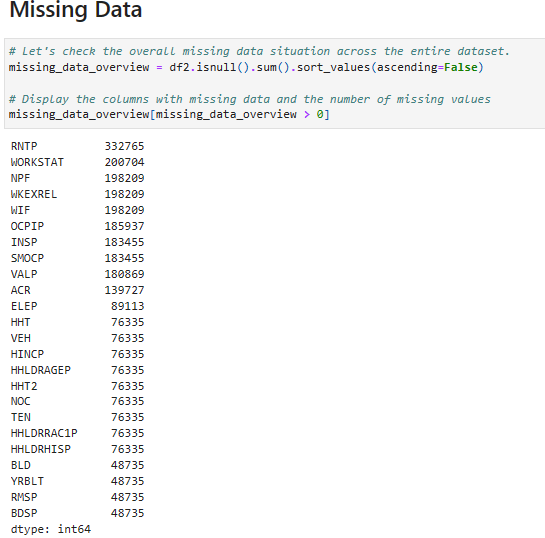 Missing Data
# Let's check the overall missing data situation across the entire dataset.
missing_data_overview = df2.isnull().sum().sort_values(ascending=False)
# Display the columns with missing data and the number of missing values
missing_data_overview[missing_data_overview > 0]
RNTP 332765
WORKSTAT 200704
NPF 198209
WKEXREL 198209
WIF 198209
OCPIP 185937
INSP 183455
SMOCP 183455
VALP 180869
ACR 139727
ELEP 89113
HHT 76335
VEH 76335
HINCP 76335
HHLDRAGEP 76335
HHT2 76335
NOC 76335
TEN 76335
HHLDRRAC1P 76335
HHLDRHISP 76335
BLD 48735
YRBLT 48735
RMSP 48735
BDSP 48735
dtype: int64